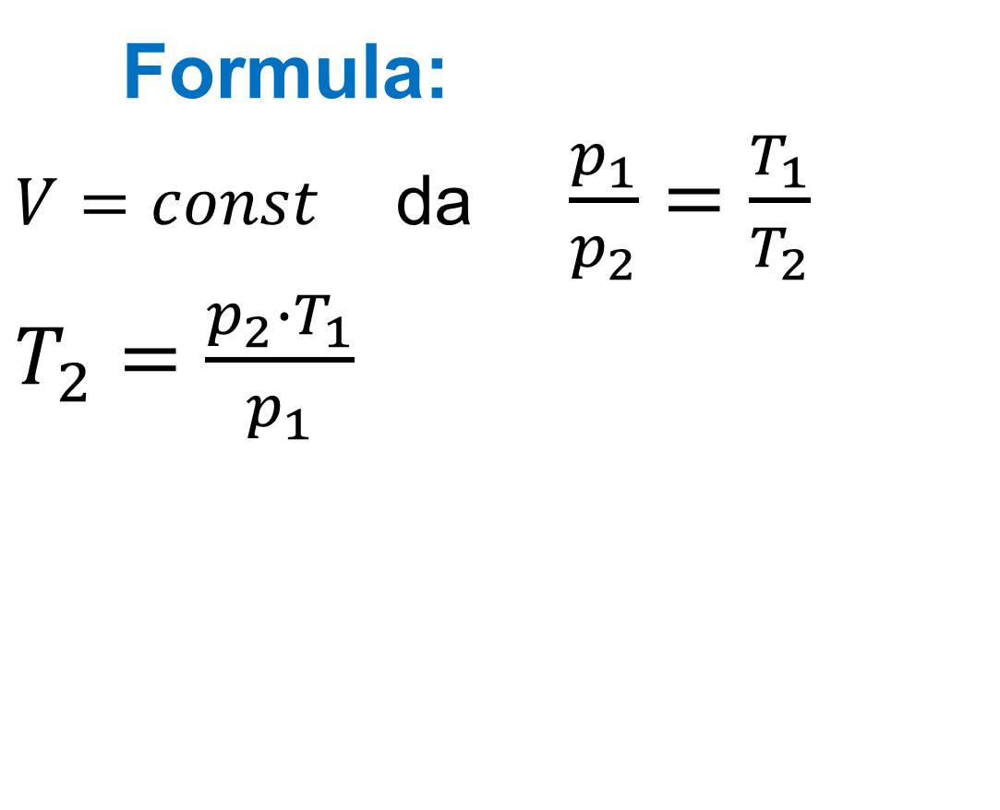 Formula:
V = const da p₁/p₂ = T₁/T₂
T₂ = p₂·T₁/p₁